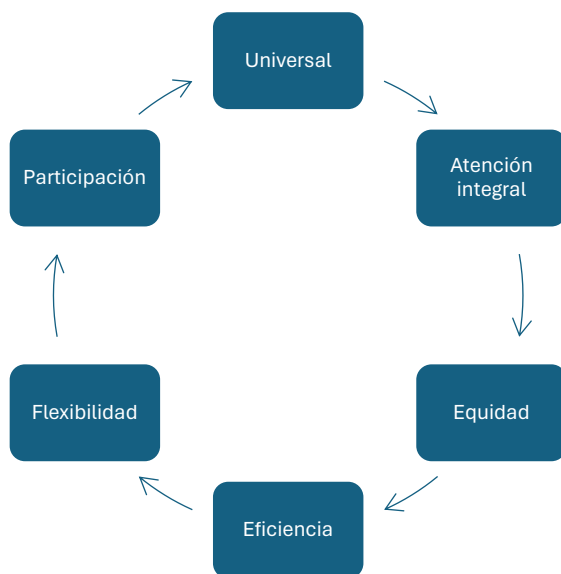 Universal
Atención
integral
Equidad
Eficiencia
Flexibilidad
Participación